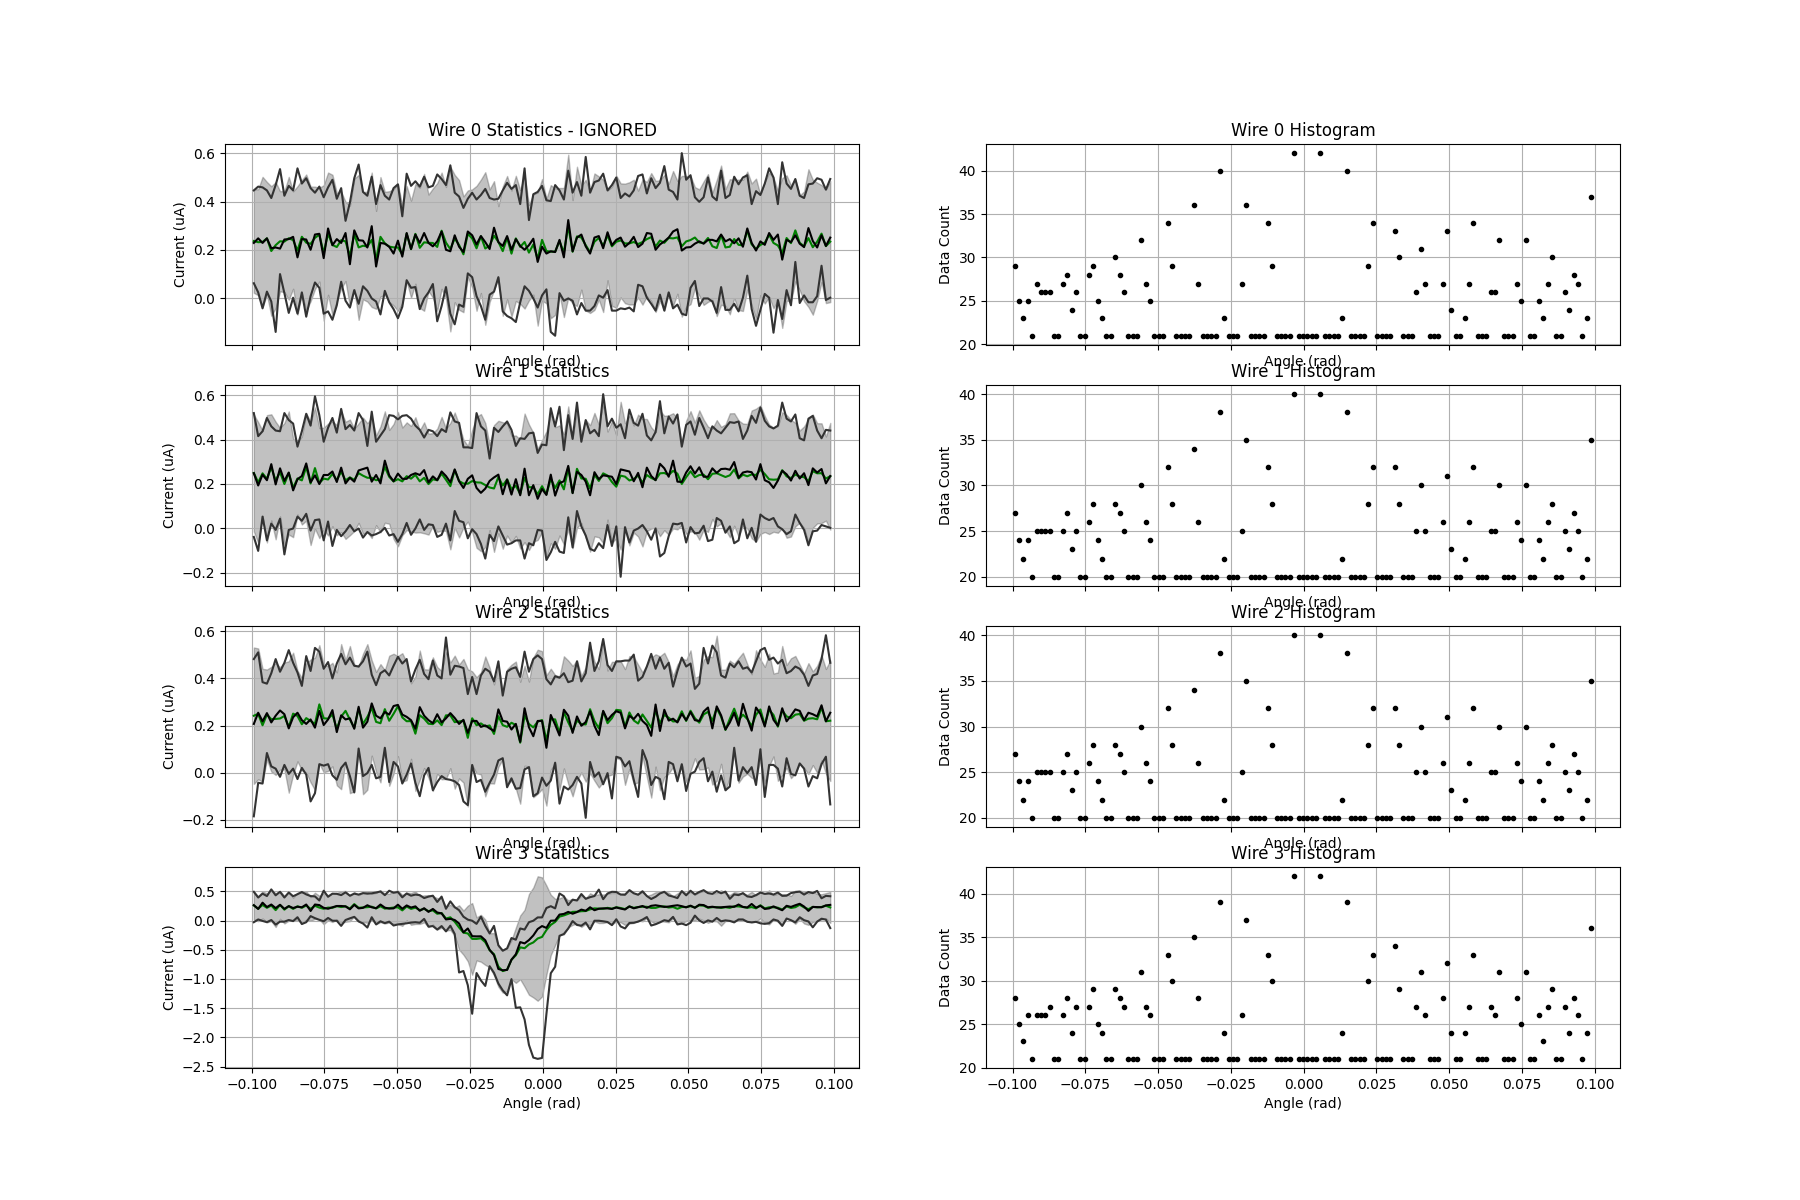 Wire 0 Statistics - IGNORED
Current (uA)
0.6
0.4
0.2
0.0
Angle (rad)
Wire 0 Histogram
Data Count
40
35
30
25
20
Angle (rad)
Wire 1 Statistics
Current (uA)
0.6
0.4
0.2
0.0
−0.2
Angle (rad)
Wire 1 Histogram
Data Count
40
35
30
25
20
Angle (rad)
Wire 2 Statistics
Current (uA)
0.6
0.4
0.2
0.0
−0.2
Angle (rad)
Wire 2 Histogram
Data Count
40
35
30
25
20
Angle (rad)
Wire 3 Statistics
Current (uA)
0.5
0.0
−0.5
−1.0
−1.5
−2.0
−2.5
−0.100 −0.075 −0.050 −0.025 0.000 0.025 0.050 0.075 0.100
Angle (rad)
Wire 3 Histogram
Data Count
40
35
30
25
20
−0.100 −0.075 −0.050 −0.025 0.000 0.025 0.050 0.075 0.100
Angle (rad)